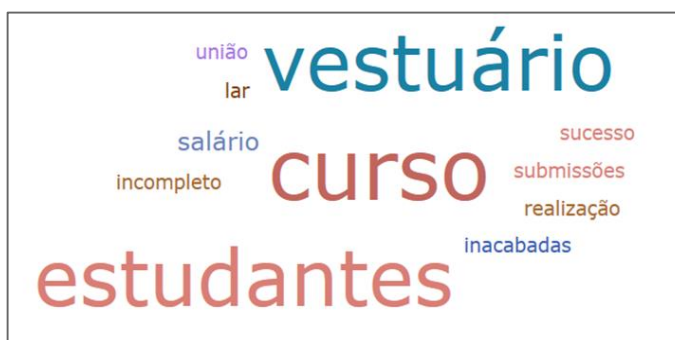 união
vestuário
lar
salário
sucesso
curso
submissões
incompleto
realização
inacabadas
estudantes